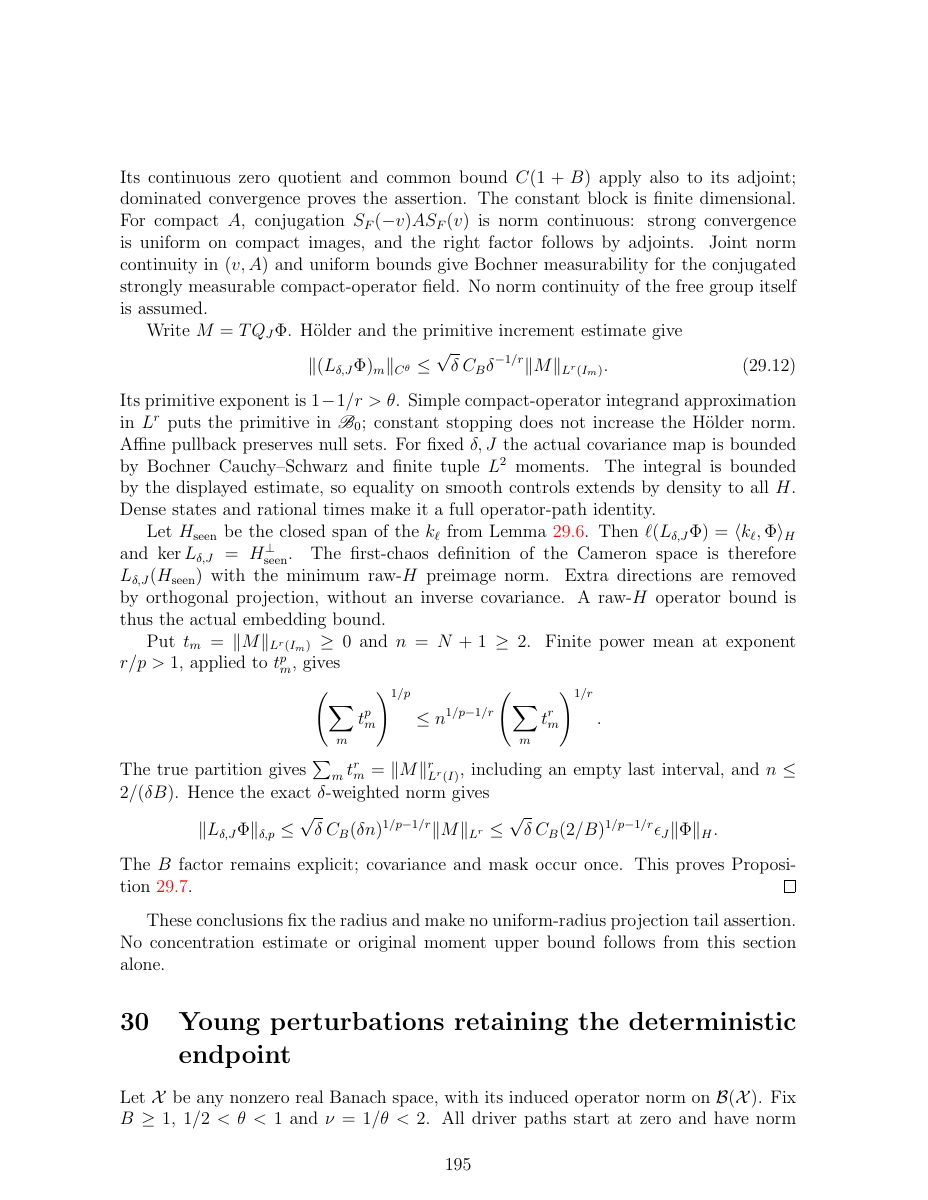 Its continuous zero quotient and common bound C(1 + B) apply also to its adjoint;
dominated convergence proves the assertion. The constant block is finite dimensional.
For compact A, conjugation S_F(−v)AS_F(v) is norm continuous: strong convergence
is uniform on compact images, and the right factor follows by adjoints. Joint norm
continuity in (v, A) and uniform bounds give Bochner measurability for the conjugated
strongly measurable compact-operator field. No norm continuity of the free group itself
is assumed.
Write M = TQ_JΦ. Hölder and the primitive increment estimate give
‖(L_{δ,J}Φ)_m‖_{C^θ} ≤ √δ C_B δ^{−1/r}‖M‖_{L^r(I_m)}. (29.12)
Its primitive exponent is 1−1/r > θ. Simple compact-operator integrand approximation
in L^r puts the primitive in ℬ_0; constant stopping does not increase the Hölder norm.
Affine pullback preserves null sets. For fixed δ, J the actual covariance map is bounded
by Bochner Cauchy–Schwarz and finite tuple L^2 moments. The integral is bounded
by the displayed estimate, so equality on smooth controls extends by density to all H.
Dense states and rational times make it a full operator-path identity.
Let H_seen be the closed span of the k_ℓ from Lemma 29.6. Then ℓ(L_{δ,J}Φ) = ⟨k_ℓ, Φ⟩_H
and ker L_{δ,J} = H_seen^⊥. The first-chaos definition of the Cameron space is therefore
L_{δ,J}(H_seen) with the minimum raw-H preimage norm. Extra directions are removed
by orthogonal projection, without an inverse covariance. A raw-H operator bound is
thus the actual embedding bound.
Put t_m = ‖M‖_{L^r(I_m)} ≥ 0 and n = N + 1 ≥ 2. Finite power mean at exponent
r/p > 1, applied to t_m^p, gives
(∑_m t_m^p)^{1/p} ≤ n^{1/p−1/r} (∑_m t_m^r)^{1/r}.
The true partition gives ∑_m t_m^r = ‖M‖^r_{L^r(I)}, including an empty last interval, and n ≤
2/(δB). Hence the exact δ-weighted norm gives
‖L_{δ,J}Φ‖_{δ,p} ≤ √δ C_B(δn)^{1/p−1/r}‖M‖_{L^r} ≤ √δ C_B(2/B)^{1/p−1/r}ϵ_J‖Φ‖_H.
The B factor remains explicit; covariance and mask occur once. This proves Proposi-
tion 29.7. □
These conclusions fix the radius and make no uniform-radius projection tail assertion.
No concentration estimate or original moment upper bound follows from this section
alone.
30 Young perturbations retaining the deterministic
endpoint
Let 𝒳 be any nonzero real Banach space, with its induced operator norm on ℬ(𝒳). Fix
B ≥ 1, 1/2 < θ < 1 and ν = 1/θ < 2. All driver paths start at zero and have norm
195